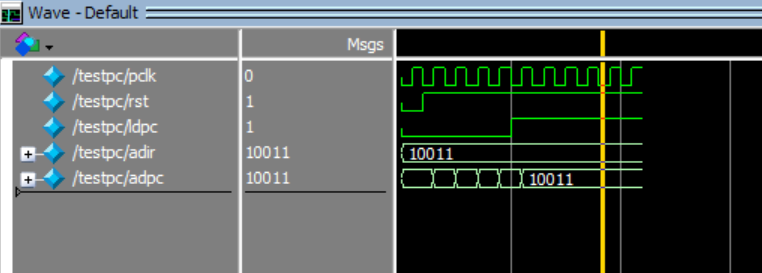 Wave - Default
Msgs
/testpc/pclk 0
/testpc/rst 1
/testpc/ldpc 1
/testpc/adir 10011 10011
/testpc/adpc 10011 10011